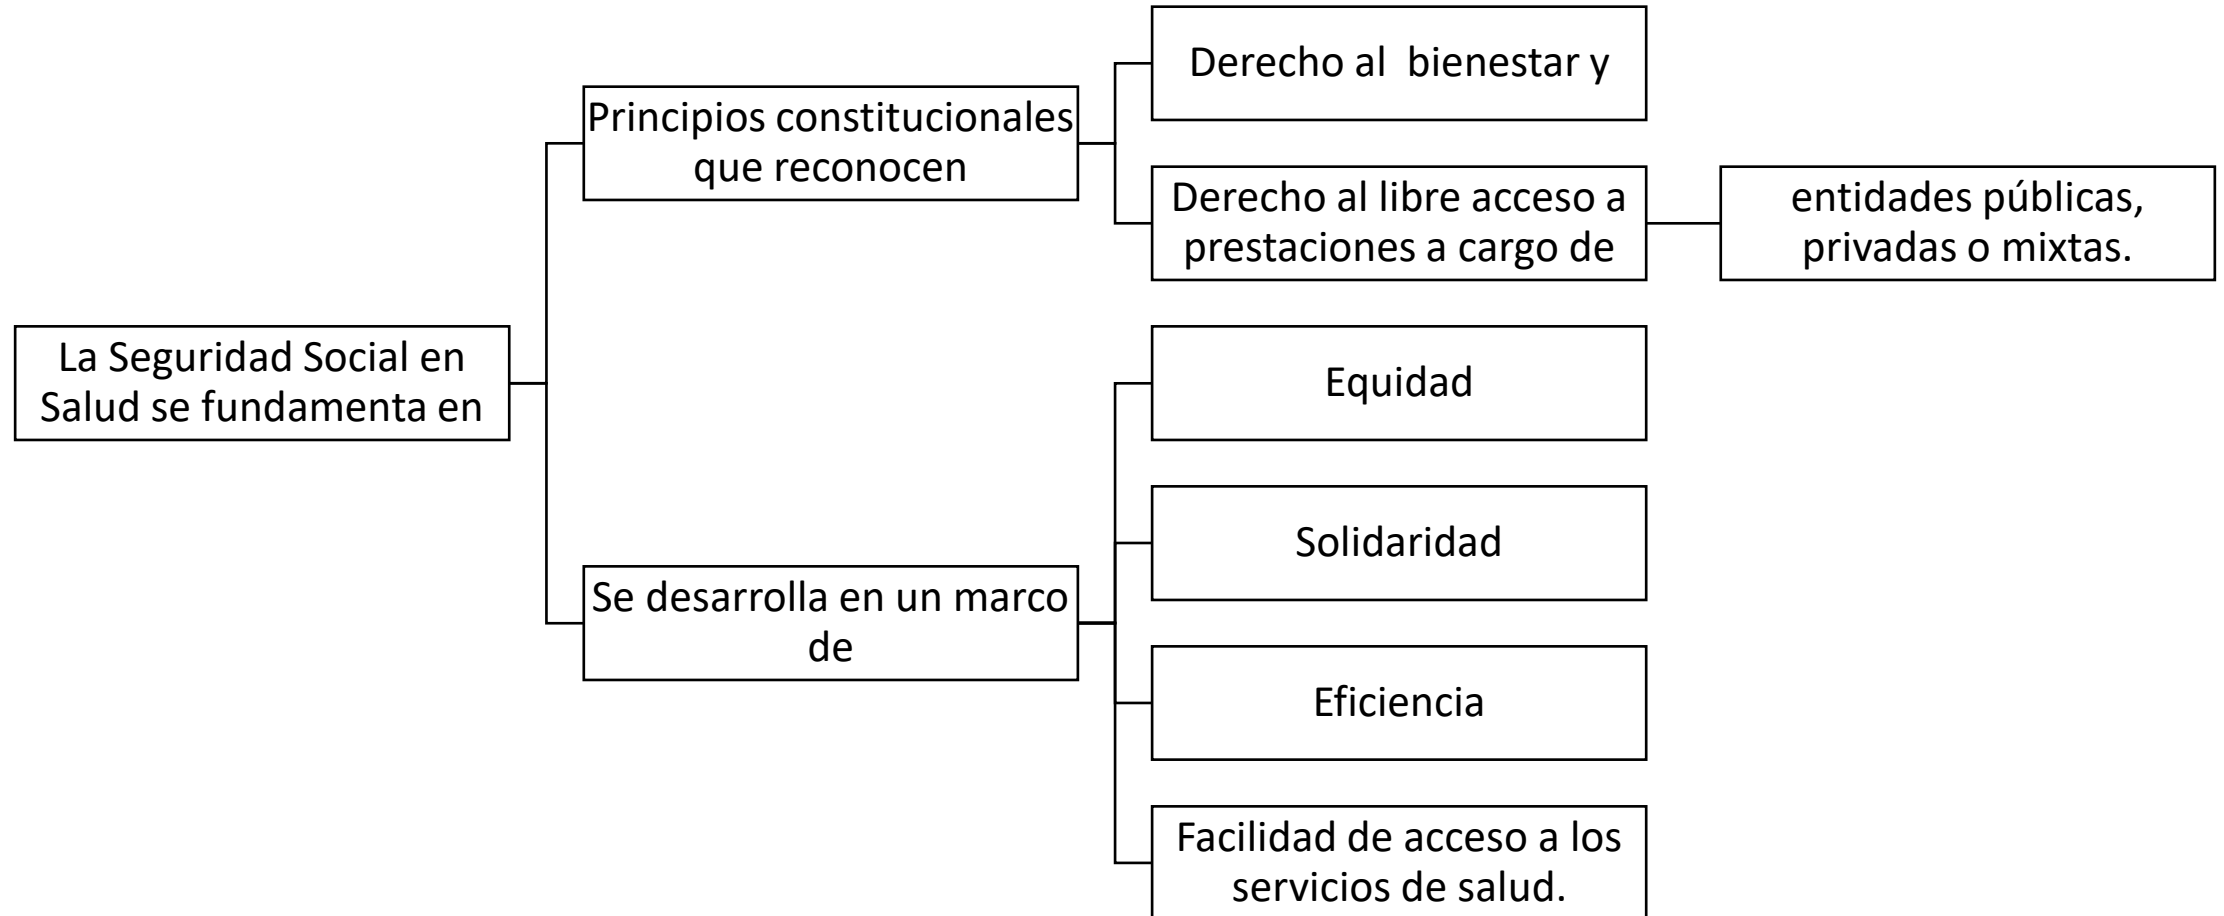 La Seguridad Social en
Salud se fundamenta en
Principios constitucionales
que reconocen
Derecho al  bienestar y
Derecho al libre acceso a
prestaciones a cargo de
entidades públicas,
privadas o mixtas.
Se desarrolla en un marco
de
Equidad
Solidaridad
Eficiencia
Facilidad de acceso a los
servicios de salud.